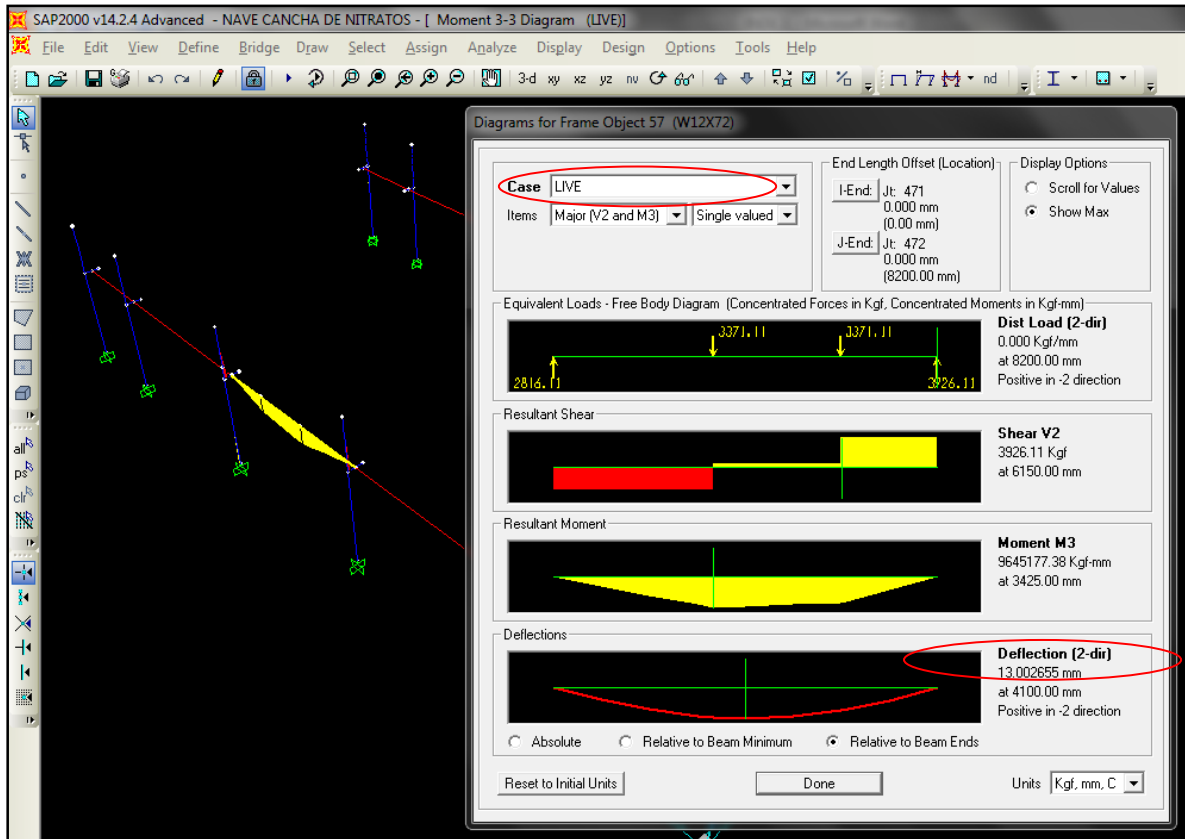 SAP2000 v14.2.4 Advanced - NAVE CANCHA DE NITRATOS - [ Moment 3-3 Diagram (LIVE)]
File Edit View Define Bridge Draw Select Assign Analyze Display Design Options Tools Help
3-d xy xz yz nv nd
all
ps
clr
Diagrams for Frame Object 57 (W12X72)
Case LIVE
Items Major (V2 and M3) Single valued
End Length Offset (Location)
I-End: Jt: 471
0.000 mm
(0.00 mm)
J-End: Jt: 472
0.000 mm
(8200.00 mm)
Display Options
Scroll for Values
Show Max
Equivalent Loads - Free Body Diagram (Concentrated Forces in Kgf, Concentrated Moments in Kgf-mm)
3371.11 3371.11
2816.11 3926.11
Dist Load (2-dir)
0.000 Kgf/mm
at 8200.00 mm
Positive in -2 direction
Resultant Shear
Shear V2
3926.11 Kgf
at 6150.00 mm
Resultant Moment
Moment M3
9645177.38 Kgf-mm
at 3425.00 mm
Deflections
Deflection (2-dir)
13.002655 mm
at 4100.00 mm
Positive in -2 direction
Absolute Relative to Beam Minimum Relative to Beam Ends
Reset to Initial Units Done Units Kgf, mm, C